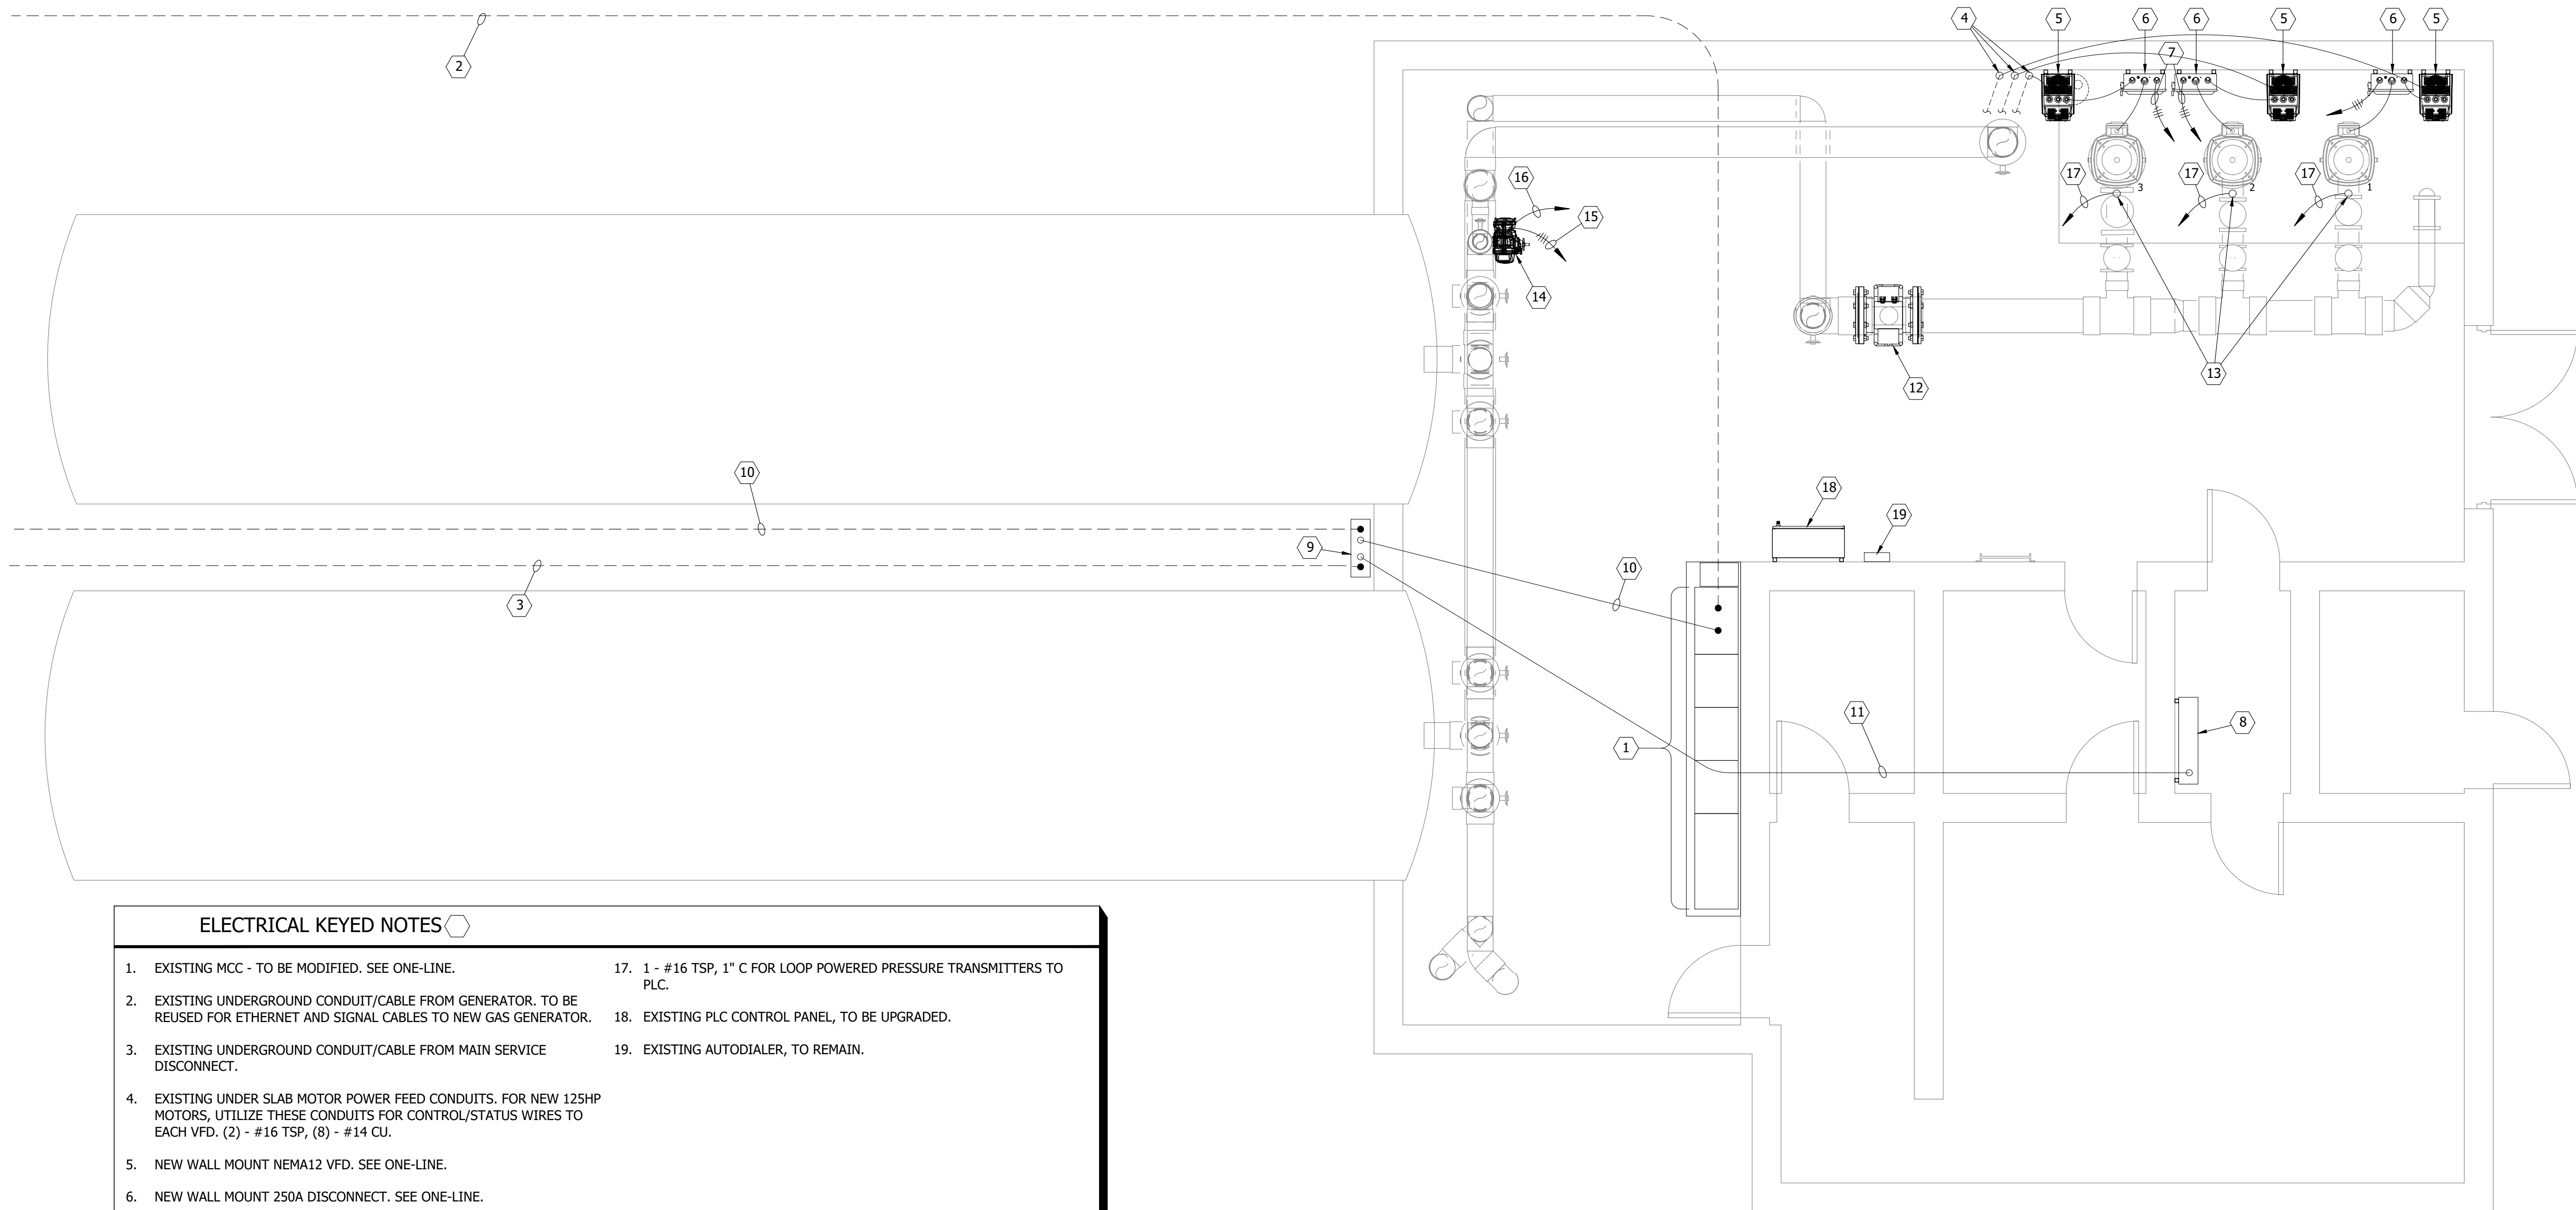 4
5
6
6
5
6
5
2
7
17
3
17
2
17
1
16
15
14
12
13
10
18
19
9
10
3
11
8
1
ELECTRICAL KEYED NOTES
1. EXISTING MCC - TO BE MODIFIED. SEE ONE-LINE.
2. EXISTING UNDERGROUND CONDUIT/CABLE FROM GENERATOR. TO BE
REUSED FOR ETHERNET AND SIGNAL CABLES TO NEW GAS GENERATOR.
3. EXISTING UNDERGROUND CONDUIT/CABLE FROM MAIN SERVICE
DISCONNECT.
4. EXISTING UNDER SLAB MOTOR POWER FEED CONDUITS. FOR NEW 125HP
MOTORS, UTILIZE THESE CONDUITS FOR CONTROL/STATUS WIRES TO
EACH VFD. (2) - #16 TSP, (8) - #14 CU.
5. NEW WALL MOUNT NEMA12 VFD. SEE ONE-LINE.
6. NEW WALL MOUNT 250A DISCONNECT. SEE ONE-LINE.
17. 1 - #16 TSP, 1" C FOR LOOP POWERED PRESSURE TRANSMITTERS TO
PLC.
18. EXISTING PLC CONTROL PANEL, TO BE UPGRADED.
19. EXISTING AUTODIALER, TO REMAIN.